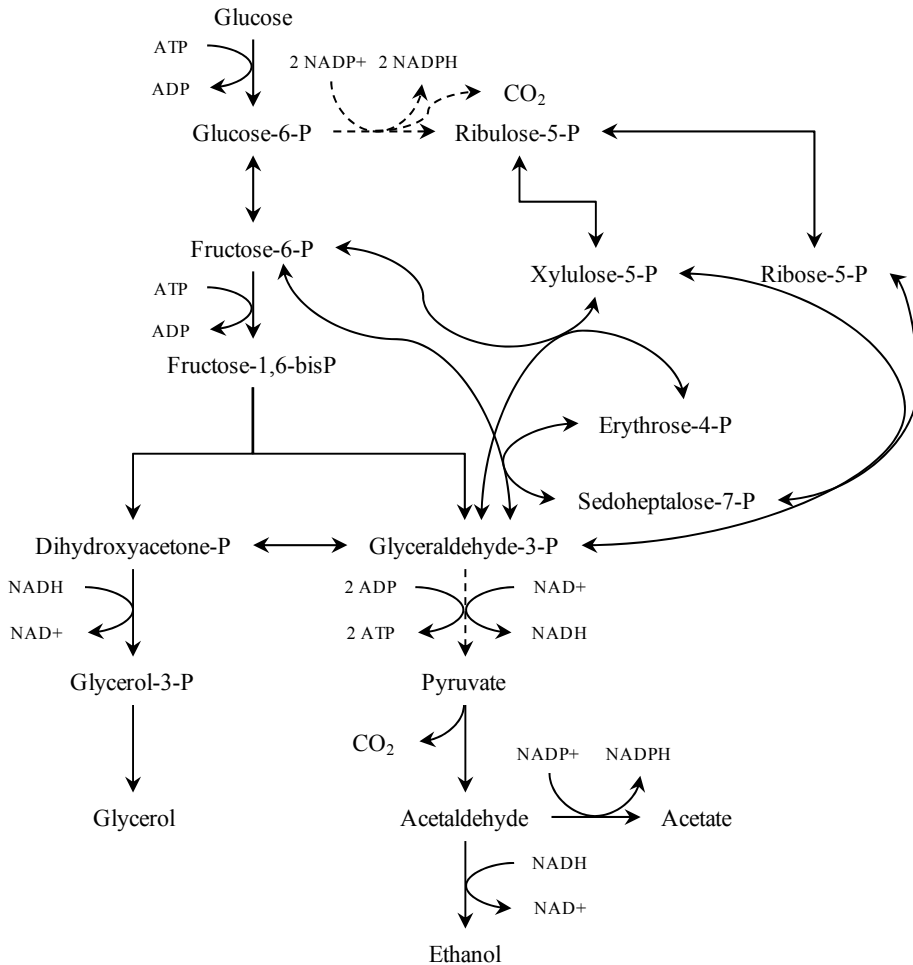 Glucose
ATP
ADP
2 NADP+ 2 NADPH
CO2
Glucose-6-P
Ribulose-5-P
Fructose-6-P
Xylulose-5-P
Ribose-5-P
ATP
ADP
Fructose-1,6-bisP
Erythrose-4-P
Sedoheptalose-7-P
Dihydroxyacetone-P
Glyceraldehyde-3-P
NADH
NAD+
2 ADP
2 ATP
NAD+
NADH
Glycerol-3-P
Pyruvate
CO2
NADP+
NADPH
Glycerol
Acetaldehyde
Acetate
NADH
NAD+
Ethanol